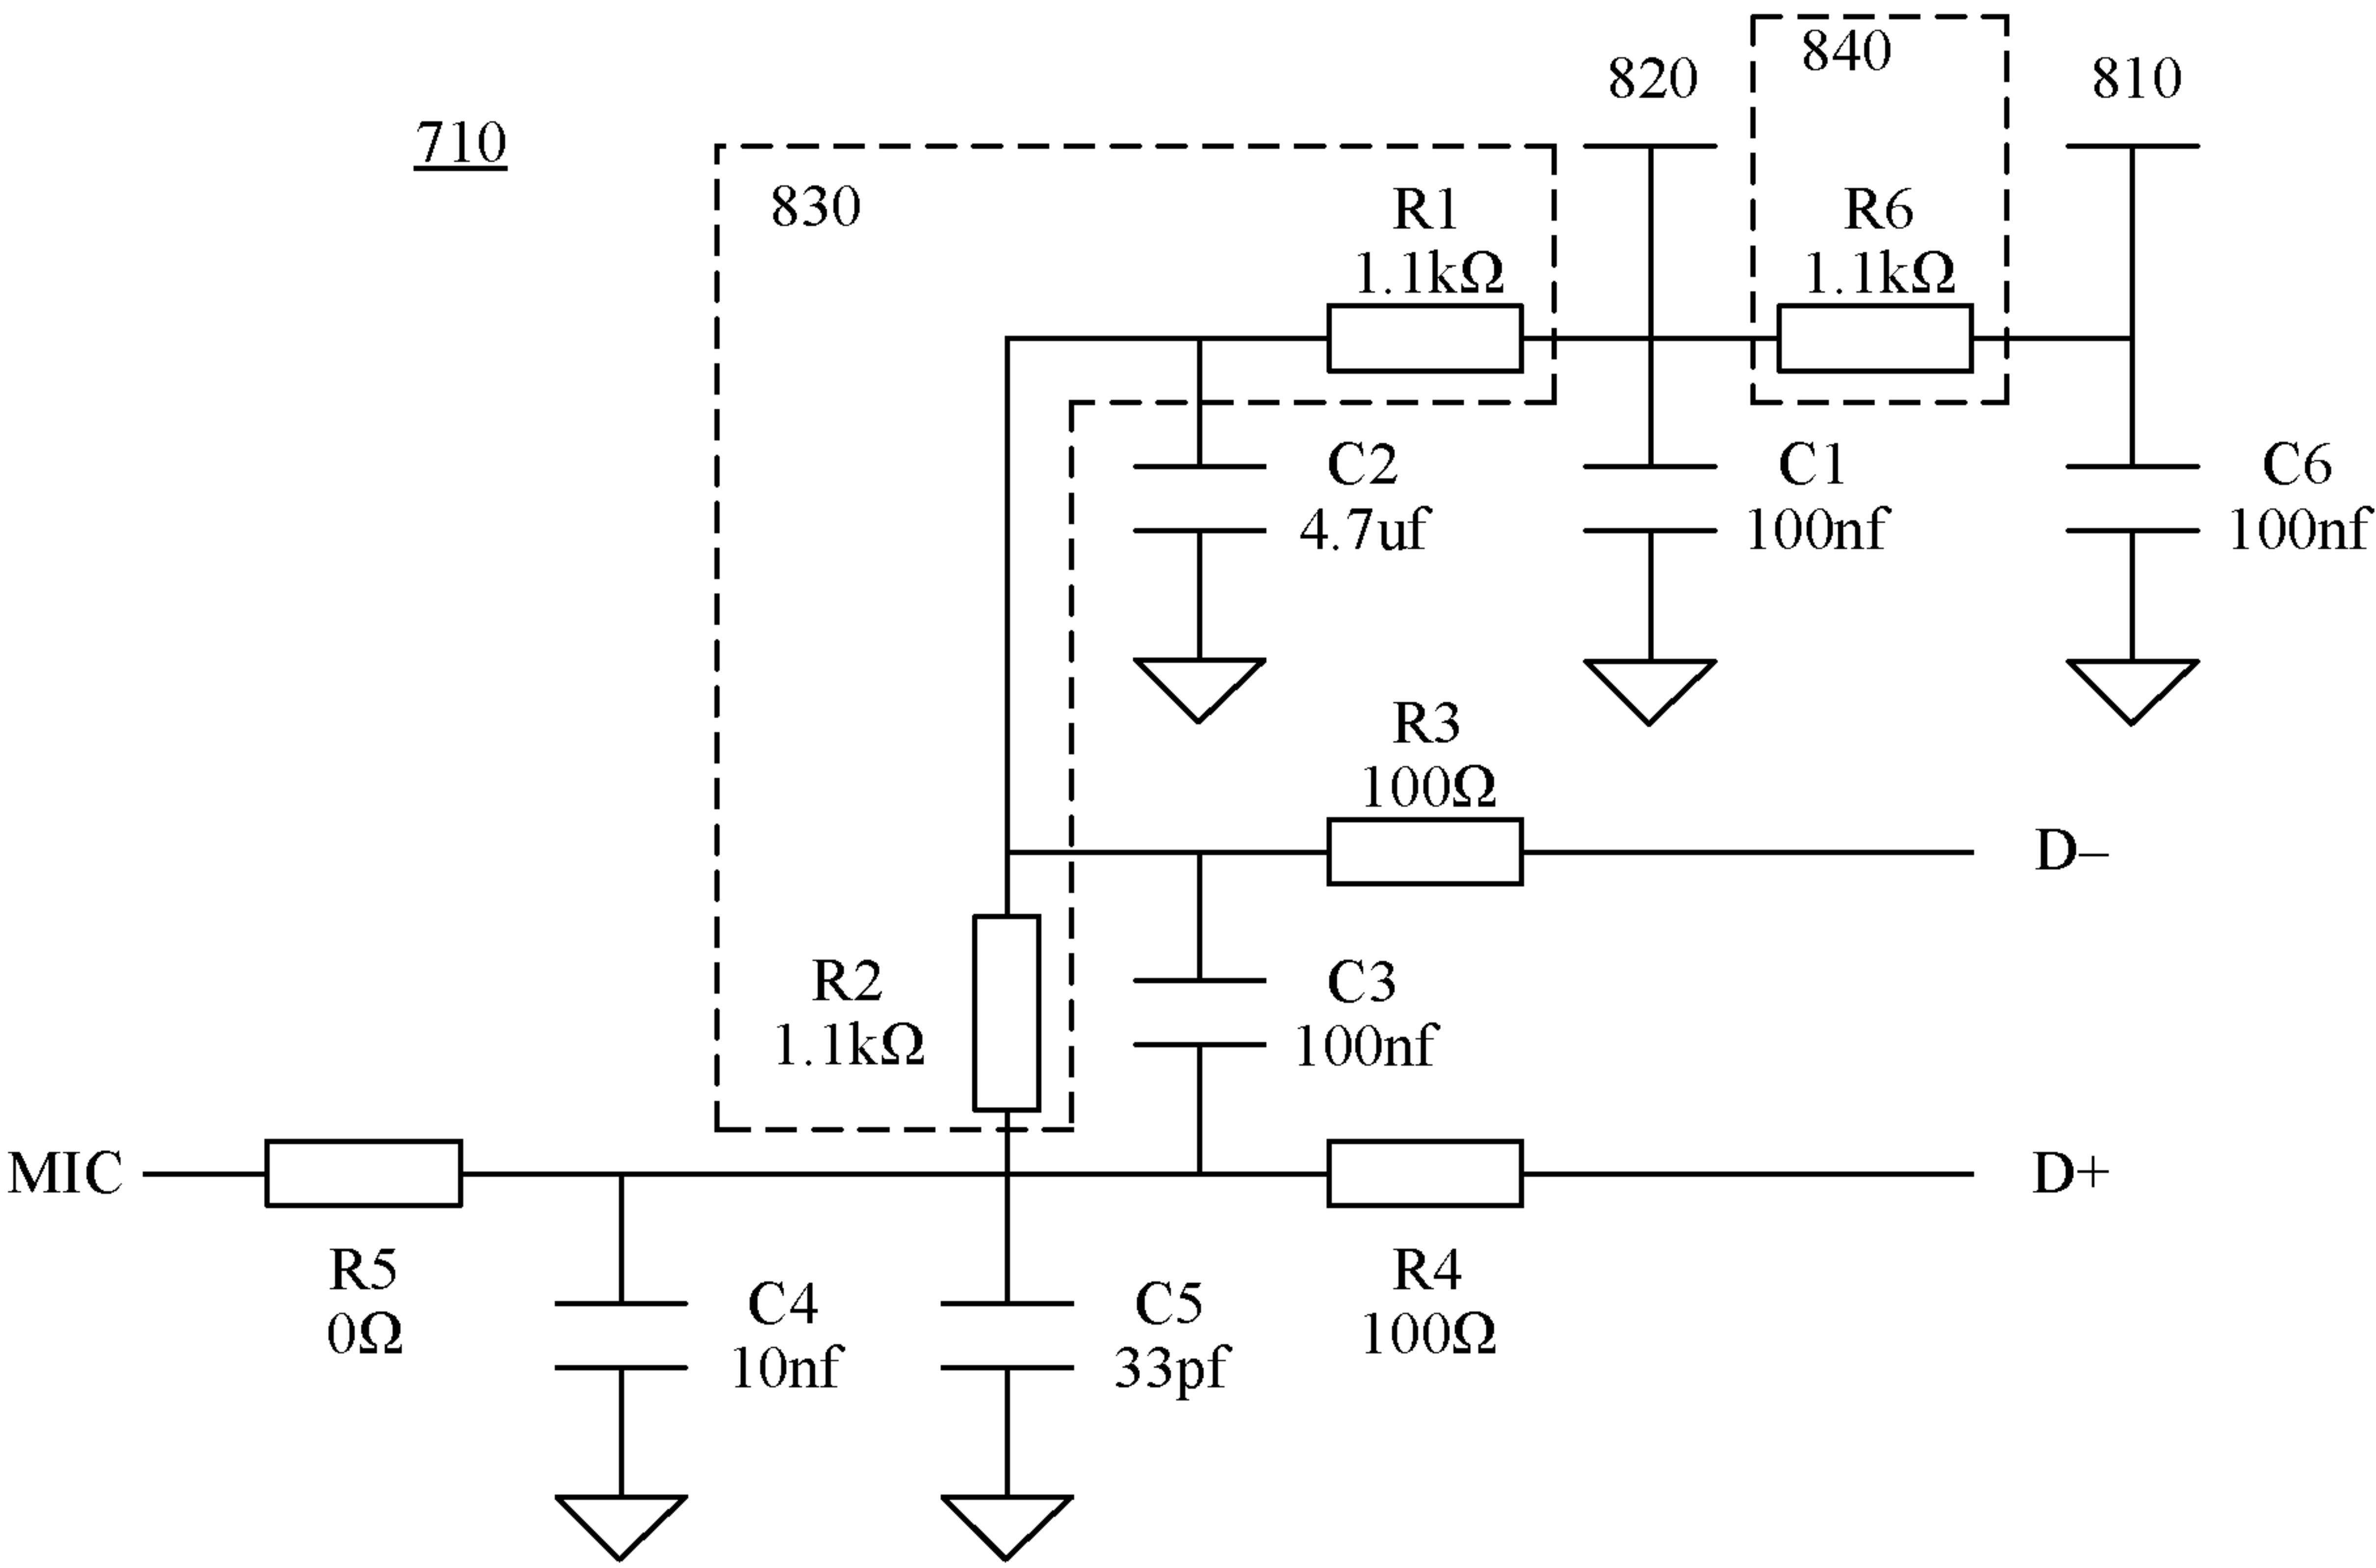 840
820
810
710
830
R1
1.1kΩ
R6
1.1kΩ
C2
4.7uf
C1
100nf
C6
100nf
R3
100Ω
D−
R2
1.1kΩ
C3
100nf
MIC
D+
R5
0Ω
C4
10nf
C5
33pf
R4
100Ω